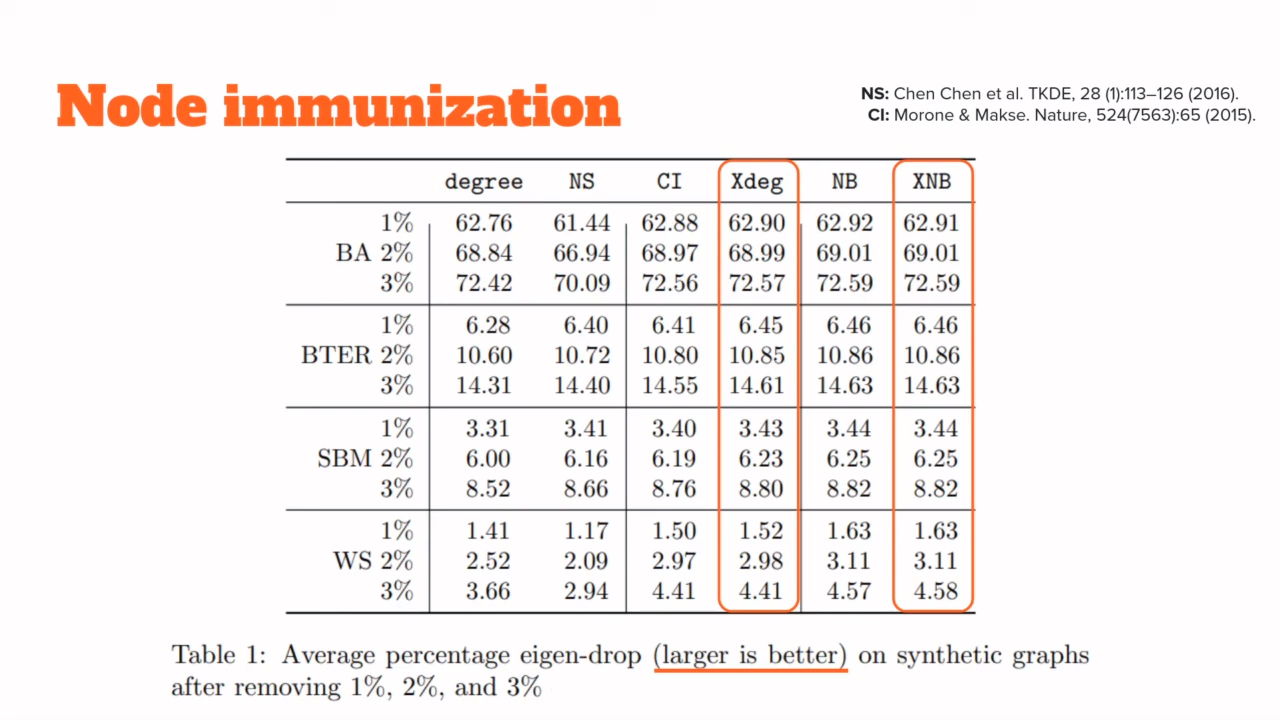 Node immunization
NS: Chen Chen et al. TKDE, 28 (1):113–126 (2016).
CI: Morone & Makse. Nature, 524(7563):65 (2015).
degree NS CI Xdeg NB XNB
1% 62.76 61.44 62.88 62.90 62.92 62.91
BA 2% 68.84 66.94 68.97 68.99 69.01 69.01
3% 72.42 70.09 72.56 72.57 72.59 72.59
1% 6.28 6.40 6.41 6.45 6.46 6.46
BTER 2% 10.60 10.72 10.80 10.85 10.86 10.86
3% 14.31 14.40 14.55 14.61 14.63 14.63
1% 3.31 3.41 3.40 3.43 3.44 3.44
SBM 2% 6.00 6.16 6.19 6.23 6.25 6.25
3% 8.52 8.66 8.76 8.80 8.82 8.82
1% 1.41 1.17 1.50 1.52 1.63 1.63
WS 2% 2.52 2.09 2.97 2.98 3.11 3.11
3% 3.66 2.94 4.41 4.41 4.57 4.58
Table 1: Average percentage eigen-drop (larger is better) on synthetic graphs
after removing 1%, 2%, and 3%